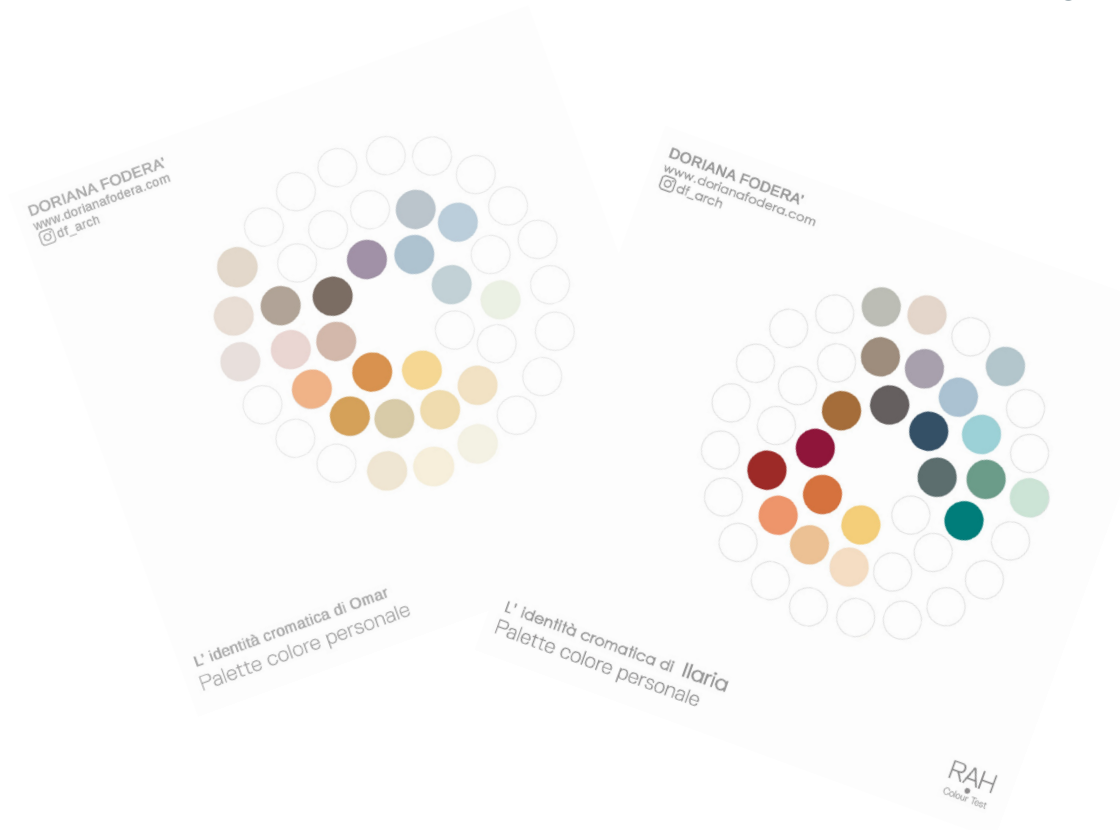 DORIANA FODERA'
www.dorianafodera.com
df_arch
L' identità cromatica di Omar
Palette colore personale
DORIANA FODERA'
www.dorianafodera.com
df_arch
L' identità cromatica di Ilaria
Palette colore personale
RAH
Colour Test